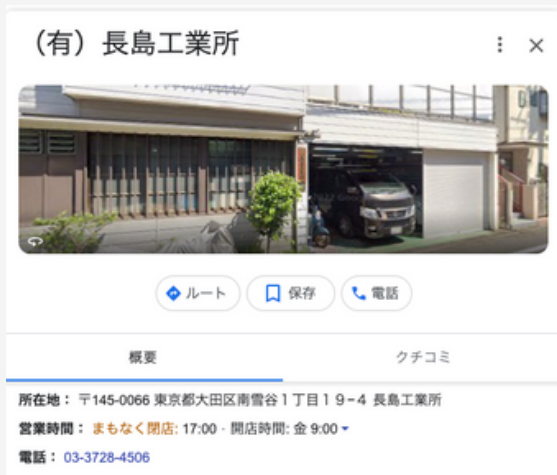 （有）長島工業所
ルート
保存
電話
概要
クチコミ
所在地： 〒145-0066 東京都大田区南雪谷１丁目１９−４ 長島工業所
営業時間： まもなく閉店: 17:00 · 開店時間: 金 9:00
電話： 03-3728-4506